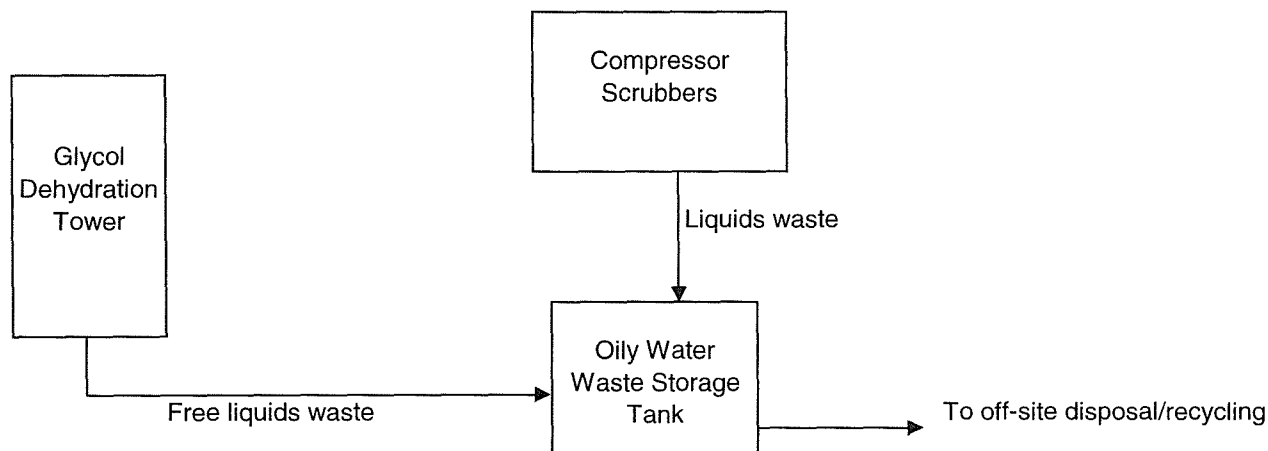 Compressor
Scrubbers
Glycol
Dehydration
Tower
Liquids waste
Oily Water
Waste Storage
Tank
Free liquids waste
To off-site disposal/recycling